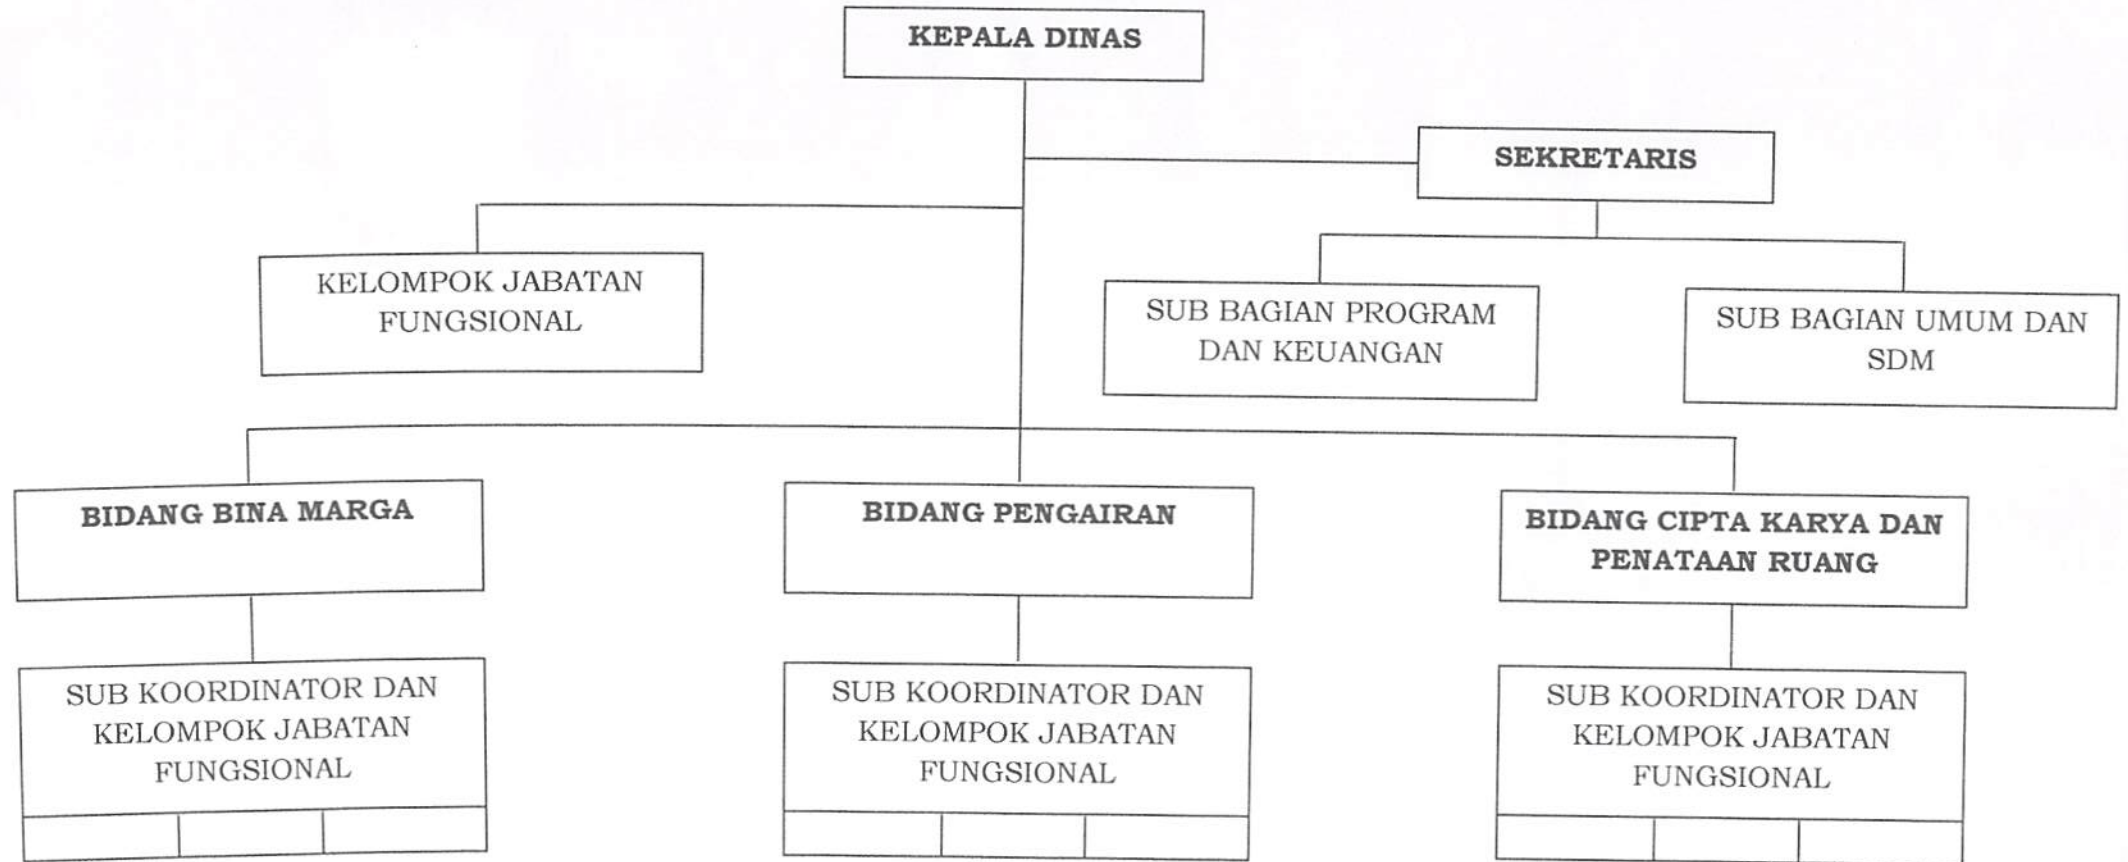 KEPALA DINAS
SEKRETARIS
KELOMPOK JABATAN
FUNGSIONAL
SUB BAGIAN PROGRAM
DAN KEUANGAN
SUB BAGIAN UMUM DAN
SDM
BIDANG BINA MARGA
BIDANG PENGAIRAN
BIDANG CIPTA KARYA DAN
PENATAAN RUANG
SUB KOORDINATOR DAN
KELOMPOK JABATAN
FUNGSIONAL
SUB KOORDINATOR DAN
KELOMPOK JABATAN
FUNGSIONAL
SUB KOORDINATOR DAN
KELOMPOK JABATAN
FUNGSIONAL